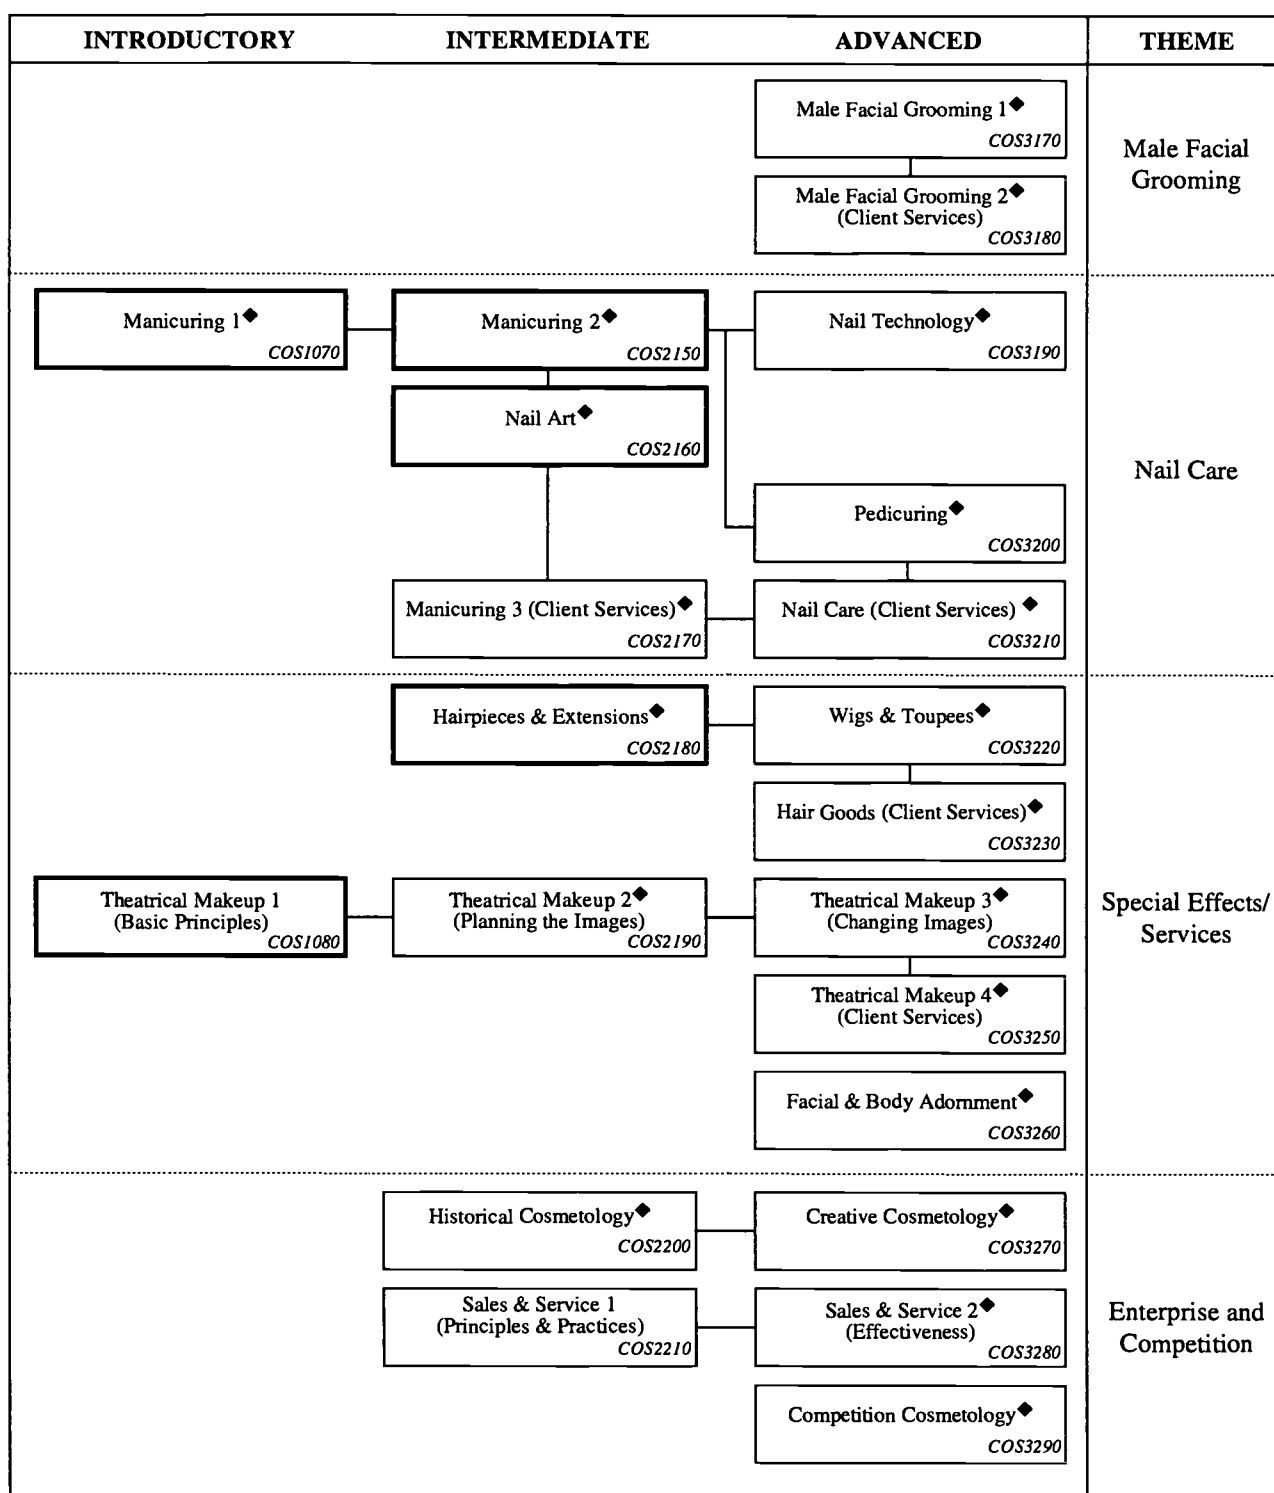 INTRODUCTORY INTERMEDIATE ADVANCED THEME
Male Facial Grooming 1◆
COS3170
Male Facial Grooming 2◆
(Client Services)
COS3180
Male Facial
Grooming
Manicuring 1◆
COS1070
Manicuring 2◆
COS2150
Nail Technology◆
COS3190
Nail Art◆
COS2160
Pedicuring◆
COS3200
Manicuring 3 (Client Services)◆
COS2170
Nail Care (Client Services) ◆
COS3210
Nail Care
Hairpieces & Extensions◆
COS2180
Wigs & Toupees◆
COS3220
Hair Goods (Client Services)◆
COS3230
Theatrical Makeup 1
(Basic Principles)
COS1080
Theatrical Makeup 2◆
(Planning the Images)
COS2190
Theatrical Makeup 3◆
(Changing Images)
COS3240
Theatrical Makeup 4◆
(Client Services)
COS3250
Facial & Body Adornment◆
COS3260
Special Effects/
Services
Historical Cosmetology◆
COS2200
Creative Cosmetology◆
COS3270
Sales & Service 1
(Principles & Practices)
COS2210
Sales & Service 2◆
(Effectiveness)
COS3280
Competition Cosmetology◆
COS3290
Enterprise and
Competition